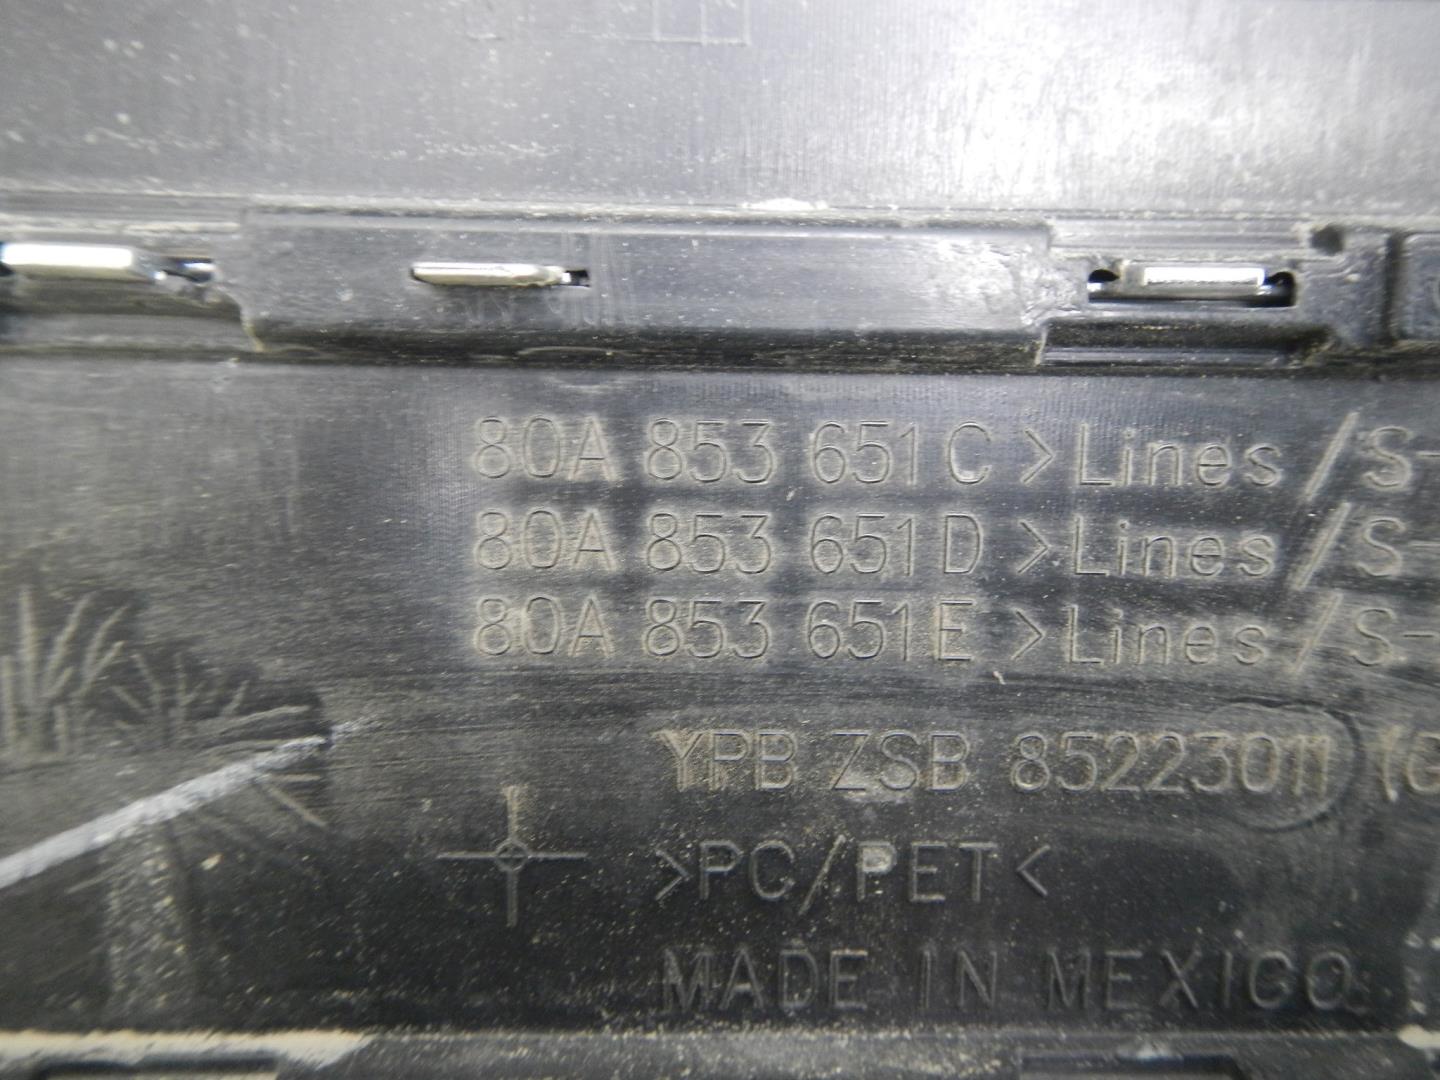 80A 853 651 C >Lines /S-
80A 853 651 D >Lines /S-
80A 853 651 E >Lines /S-
YPB ZSB 85223011 (G
>PC/PET<
MADE IN MEXICO